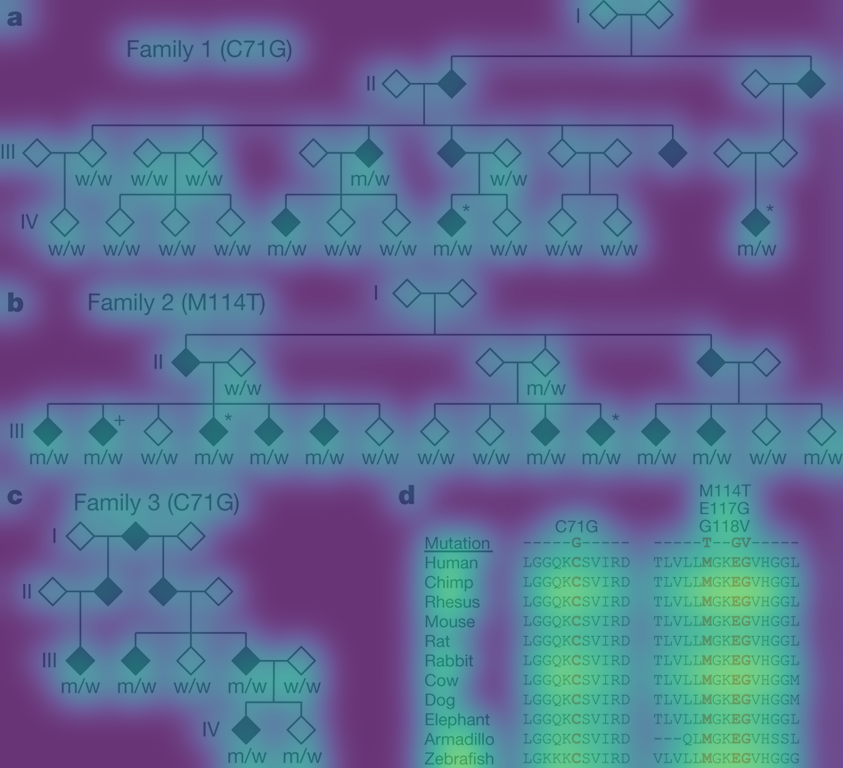 a
I
Family 1 (C71G)
II
III
w/w w/w w/w m/w w/w
IV
w/w w/w w/w w/w m/w w/w w/w m/w * w/w w/w w/w m/w *
b Family 2 (M114T) I
II
w/w m/w
III + * *
m/w m/w w/w m/w m/w m/w w/w w/w w/w m/w m/w m/w m/w w/w m/w
c Family 3 (C71G)
I
II
III
m/w m/w w/w m/w w/w
IV
m/w m/w
d
M114T
E117G
C71G G118V
Mutation ------G------ ------T--GV-------
Human LGGQKCSVIRD TLVLLMGKEGVHGGL
Chimp LGGQKCSVIRD TLVLLMGKEGVHGGL
Rhesus LGGQKCSVIRD TLVLLMGKEGVHGGL
Mouse LGGQKCSVIRD TLVLLMGKEGVHGGL
Rat LGGQKCSVIRD TLVLLMGKEGVHGGL
Rabbit LGGQKCSVIRD TLVLLMGKEGVHGGL
Cow LGGQKCSVIRD TLVLLMGKEGVHGGM
Dog LGGQKCSVIRD TLVLLMGKEGVHGGM
Elephant LGGQKCSVIRD TLVLLMGKEGVHGGL
Armadillo LGGQKCSVIRD ---QLMGKEGVHSSL
Zebrafish LGKKKCSVIRD VLVLLMGKEGVHGGL